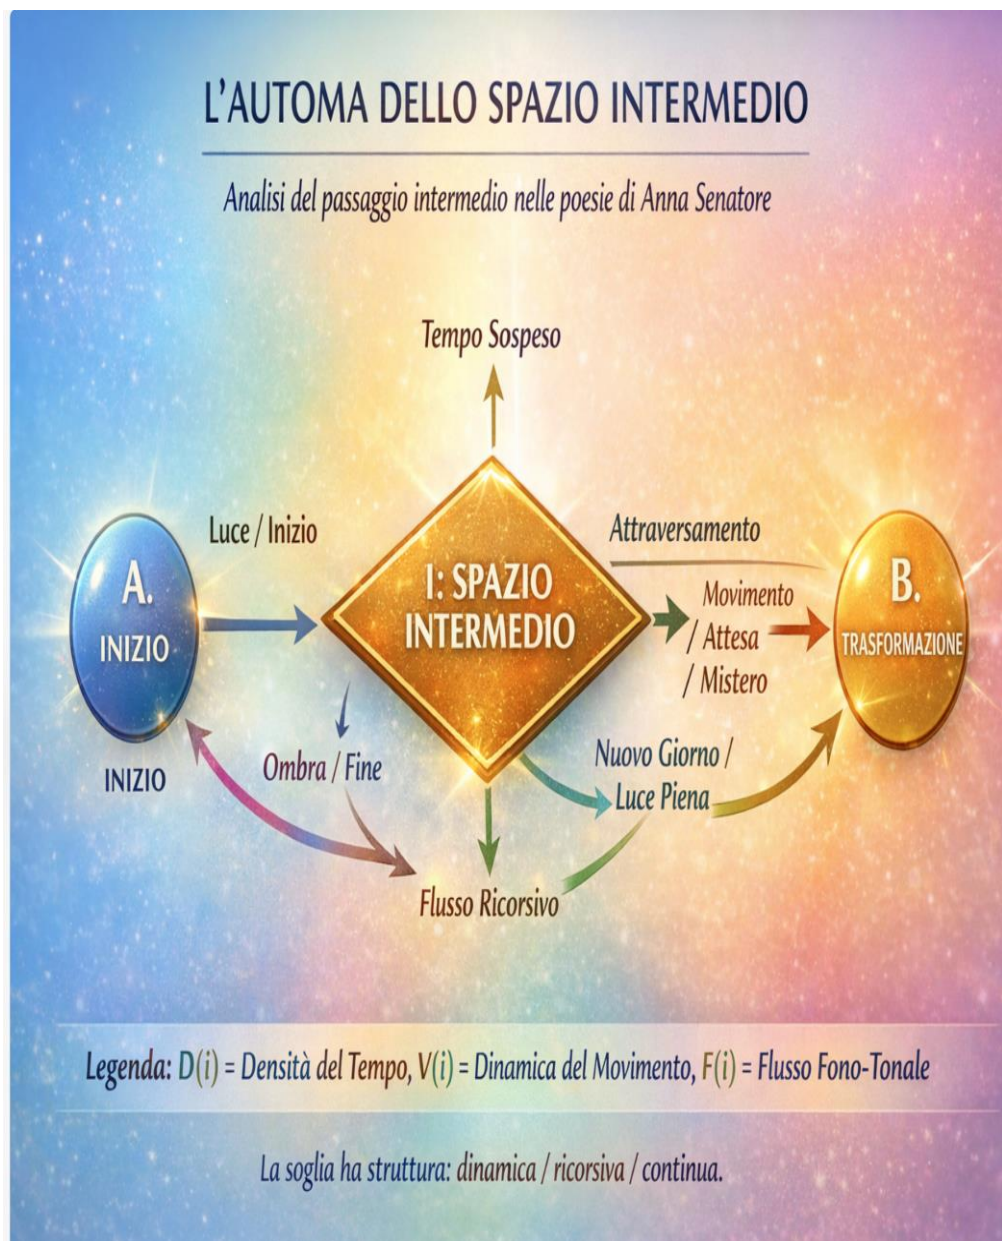 L'AUTOMA DELLO SPAZIO INTERMEDIO
Analisi del passaggio intermedio nelle poesie di Anna Senatore
Tempo Sospeso
Luce / Inizio
Attraversamento
A.
INIZIO
I: SPAZIO
INTERMEDIO
Movimento
/ Attesa
/ Mistero
B.
TRASFORMAZIONE
INIZIO
Ombra / Fine
Nuovo Giorno /
Luce Piena
Flusso Ricorsivo
Legenda: D(i) = Densità del Tempo, V(i) = Dinamica del Movimento, F(i) = Flusso Fono-Tonale
La soglia ha struttura: dinamica / ricorsiva / continua.